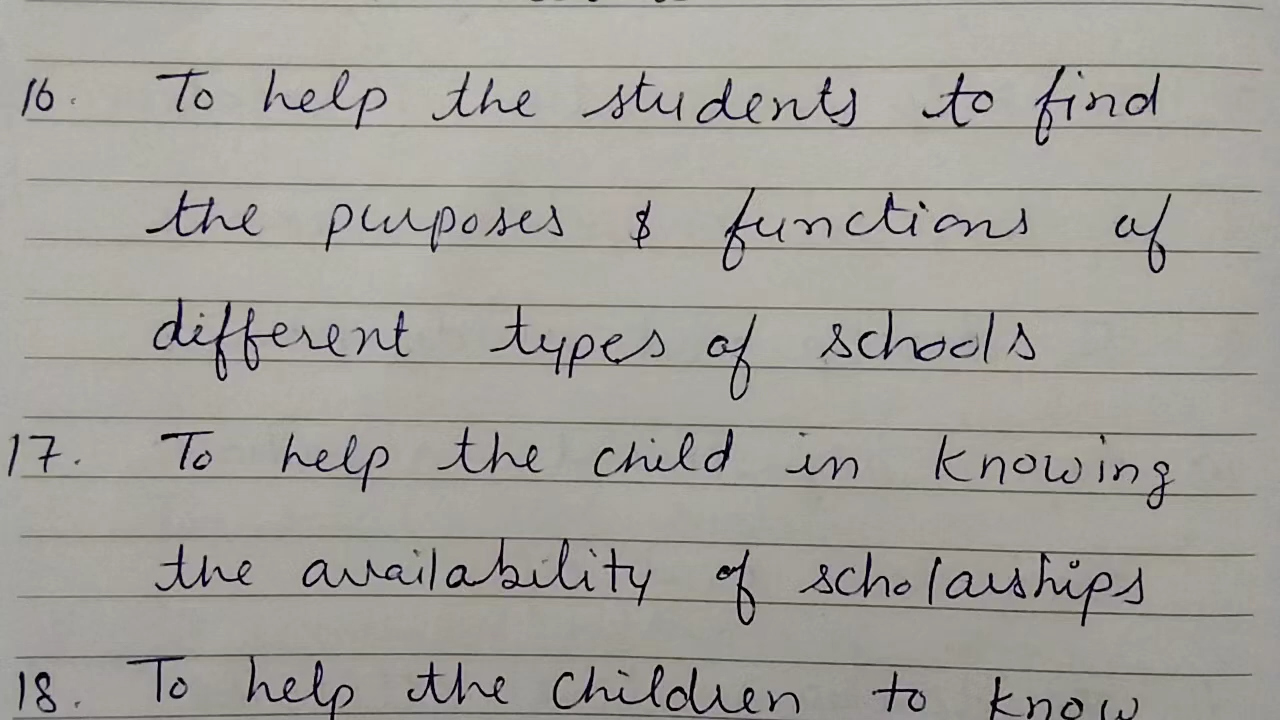 16. To help the students to find
the purposes & functions of
different types of schools
17. To help the child in knowing
the availability of scholarships
18. To help the children to know